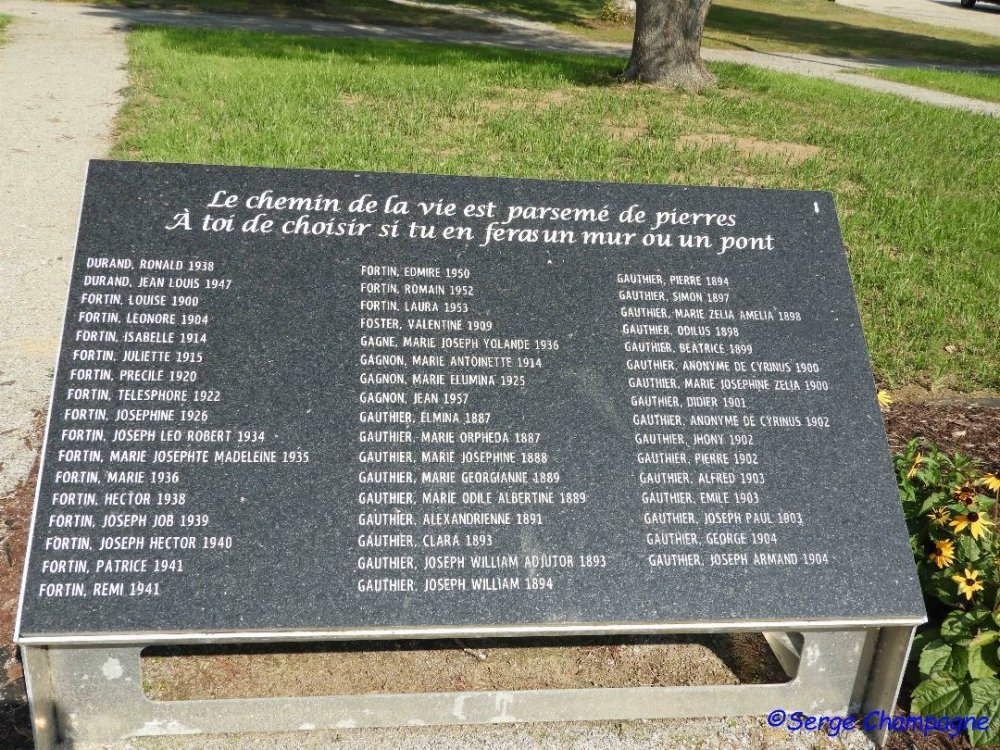 Le chemin de la vie est parsemé de pierres
À toi de choisir si tu en feras un mur ou un pont
DURAND, RONALD 1938
DURAND, JEAN LOUIS 1947
FORTIN, LOUISE 1900
FORTIN, LEONORE 1904
FORTIN, ISABELLE 1914
FORTIN, JULIETTE 1915
FORTIN, PRECILE 1920
FORTIN, TELESPHORE 1922
FORTIN, JOSEPHINE 1926
FORTIN, JOSEPH LEO ROBERT 1934
FORTIN, MARIE JOSEPHTE MADELEINE 1935
FORTIN, MARIE 1936
FORTIN, HECTOR 1938
FORTIN, JOSEPH JOB 1939
FORTIN, JOSEPH HECTOR 1940
FORTIN, PATRICE 1941
FORTIN, REMI 1941
FORTIN, EDMIRE 1950
FORTIN, ROMAIN 1952
FORTIN, LAURA 1953
FOSTER, VALENTINE 1909
GAGNE, MARIE JOSEPH YOLANDE 1936
GAGNON, MARIE ANTOINETTE 1914
GAGNON, MARIE ELUMINA 1925
GAGNON, JEAN 1957
GAUTHIER, ELMINA 1887
GAUTHIER, MARIE ORPHEDA 1887
GAUTHIER, MARIE JOSEPHINE 1888
GAUTHIER, MARIE GEORGIANNE 1889
GAUTHIER, MARIE ODILE ALBERTINE 1889
GAUTHIER, ALEXANDRIENNE 1891
GAUTHIER, CLARA 1893
GAUTHIER, JOSEPH WILLIAM ADJUTOR 1893
GAUTHIER, JOSEPH WILLIAM 1894
GAUTHIER, PIERRE 1894
GAUTHIER, SIMON 1897
GAUTHIER, MARIE ZELIA AMELIA 1898
GAUTHIER, ODILUS 1898
GAUTHIER, BEATRICE 1899
GAUTHIER, ANONYME DE CYRINUS 1900
GAUTHIER, MARIE JOSEPHINE ZELIA 1900
GAUTHIER, DIDIER 1901
GAUTHIER, ANONYME DE CYRINUS 1902
GAUTHIER, JHONY 1902
GAUTHIER, PIERRE 1902
GAUTHIER, ALFRED 1903
GAUTHIER, EMILE 1903
GAUTHIER, JOSEPH PAUL 1903
GAUTHIER, GEORGE 1904
GAUTHIER, JOSEPH ARMAND 1904
©Serge Champagne